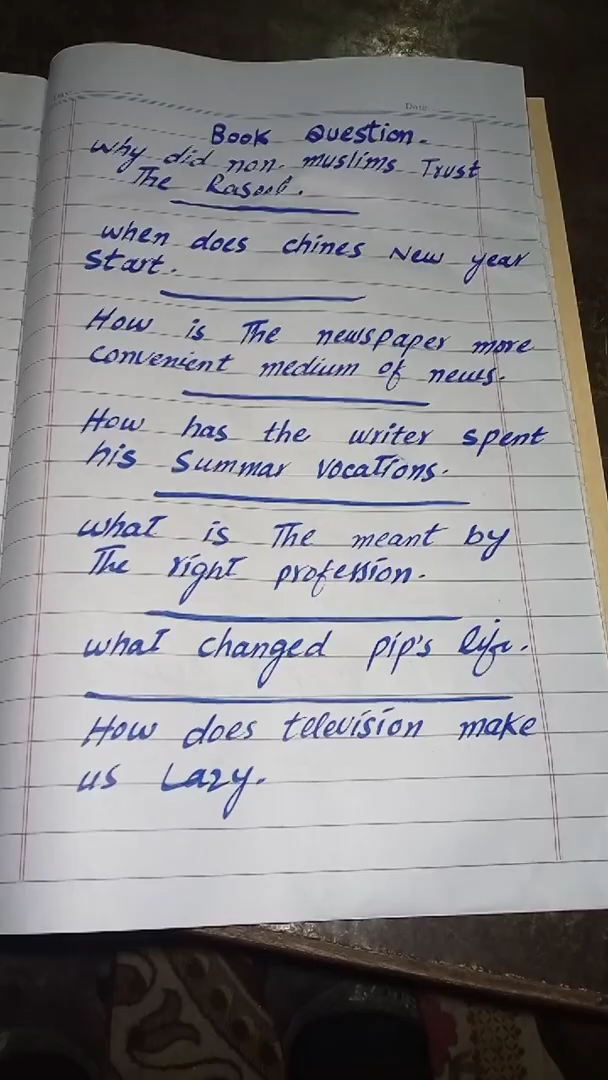 Date
Book Question.
why did non-muslims Trust
The Rasool.
when does chines New year
start.
How is The newspaper more
convenient medium of news.
How has the writer spent
his Summar Vocations.
what is The meant by
The right profession.
what changed pip's life.
How does television make
us Lazy.